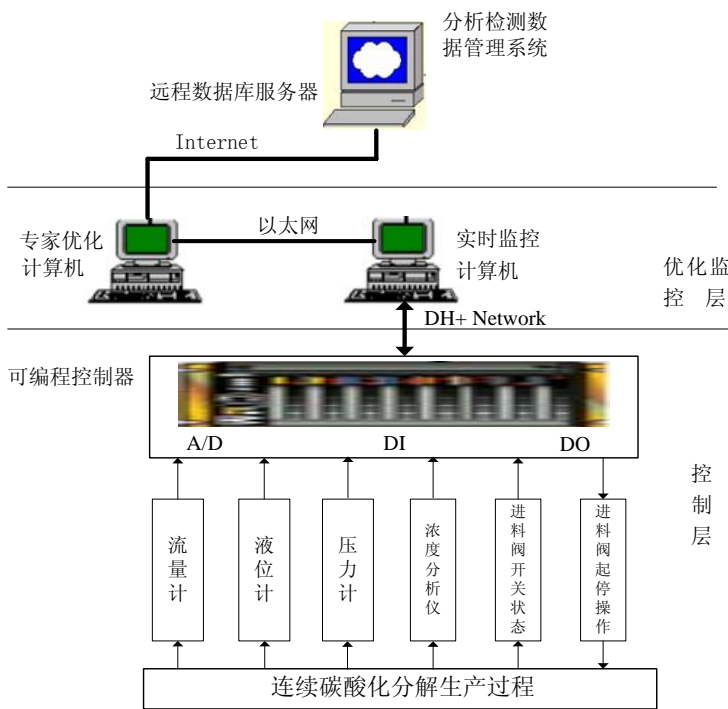 分析检测数
据管理系统
远程数据库服务器
Internet
专家优化
计算机
以太网
实时监控
计算机
优化监
控 层
DH+ Network
可编程控制器
A/D
DI
DO
控
制
层
流
量
计
液
位
计
压
力
计
浓
度
分
析
仪
进
料
阀
开
关
状
态
进
料
阀
起
停
操
作
连续碳酸化分解生产过程